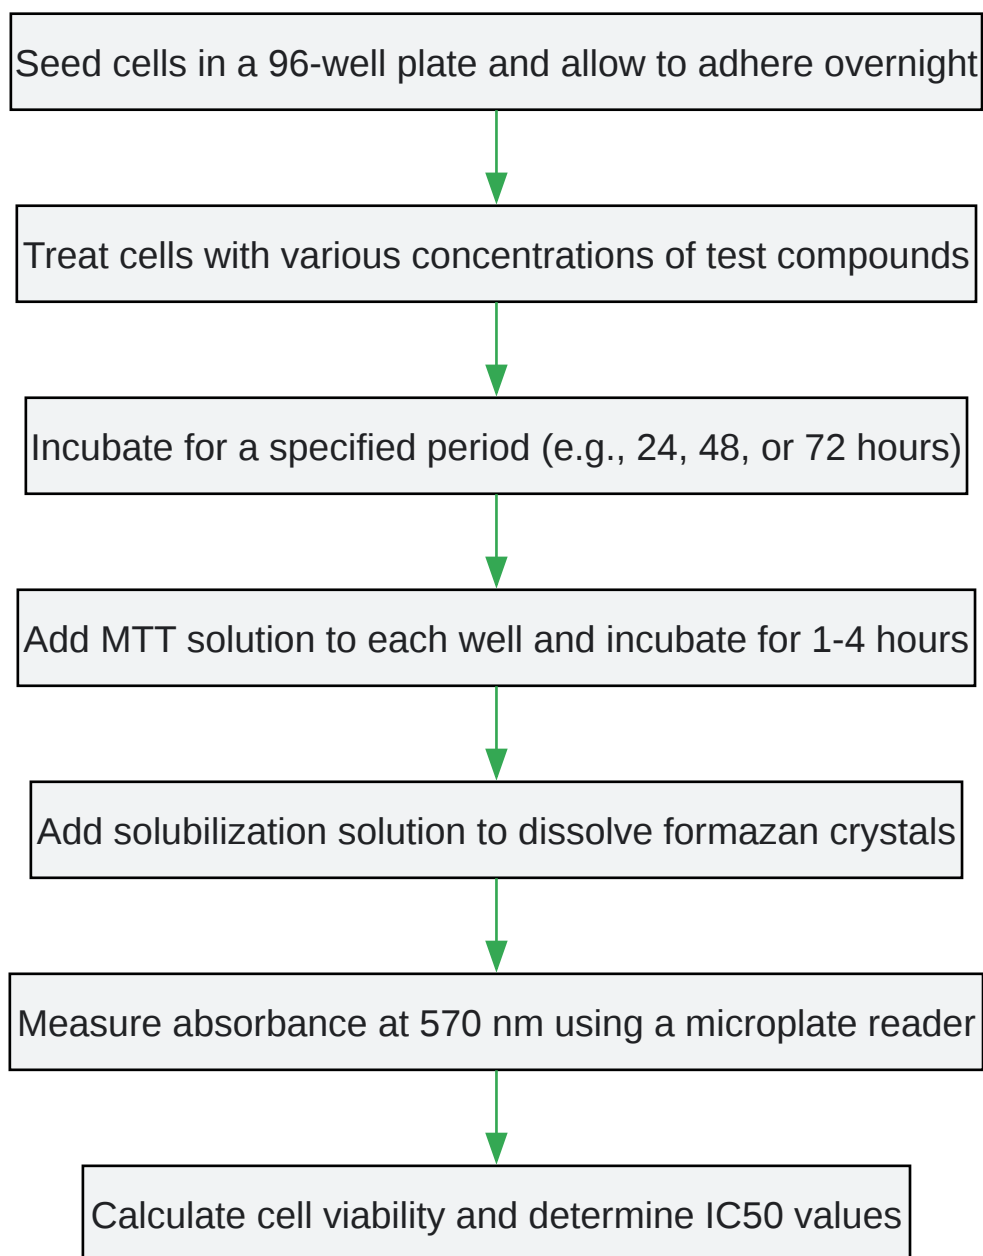 Seed cells in a 96-well plate and allow to adhere overnight
Treat cells with various concentrations of test compounds
Incubate for a specified period (e.g., 24, 48, or 72 hours)
Add MTT solution to each well and incubate for 1-4 hours
Add solubilization solution to dissolve formazan crystals
Measure absorbance at 570 nm using a microplate reader
Calculate cell viability and determine IC50 values